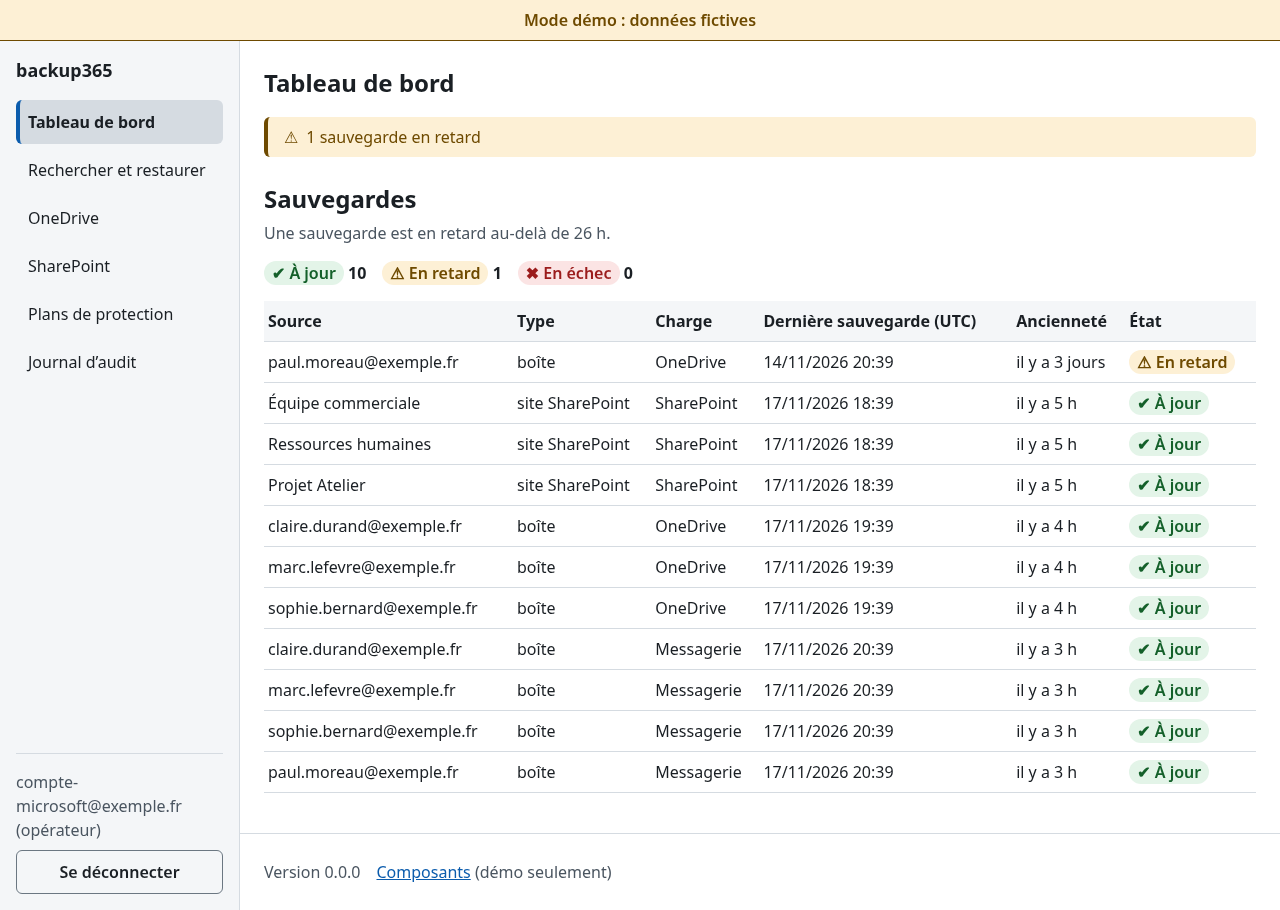 Mode démo : données fictives
backup365
Tableau de bord
Rechercher et restaurer
OneDrive
SharePoint
Plans de protection
Journal d’audit
compte-
microsoft@exemple.fr
(opérateur)
Se déconnecter
Tableau de bord
⚠ 1 sauvegarde en retard
Sauvegardes
Une sauvegarde est en retard au-delà de 26 h.
✔ À jour 10 ⚠ En retard 1 ✖ En échec 0
Source Type Charge Dernière sauvegarde (UTC) Ancienneté État
paul.moreau@exemple.fr boîte OneDrive 14/11/2026 20:39 il y a 3 jours ⚠ En retard
Équipe commerciale site SharePoint SharePoint 17/11/2026 18:39 il y a 5 h ✔ À jour
Ressources humaines site SharePoint SharePoint 17/11/2026 18:39 il y a 5 h ✔ À jour
Projet Atelier site SharePoint SharePoint 17/11/2026 18:39 il y a 5 h ✔ À jour
claire.durand@exemple.fr boîte OneDrive 17/11/2026 19:39 il y a 4 h ✔ À jour
marc.lefevre@exemple.fr boîte OneDrive 17/11/2026 19:39 il y a 4 h ✔ À jour
sophie.bernard@exemple.fr boîte OneDrive 17/11/2026 19:39 il y a 4 h ✔ À jour
claire.durand@exemple.fr boîte Messagerie 17/11/2026 20:39 il y a 3 h ✔ À jour
marc.lefevre@exemple.fr boîte Messagerie 17/11/2026 20:39 il y a 3 h ✔ À jour
sophie.bernard@exemple.fr boîte Messagerie 17/11/2026 20:39 il y a 3 h ✔ À jour
paul.moreau@exemple.fr boîte Messagerie 17/11/2026 20:39 il y a 3 h ✔ À jour
Version 0.0.0 Composants (démo seulement)